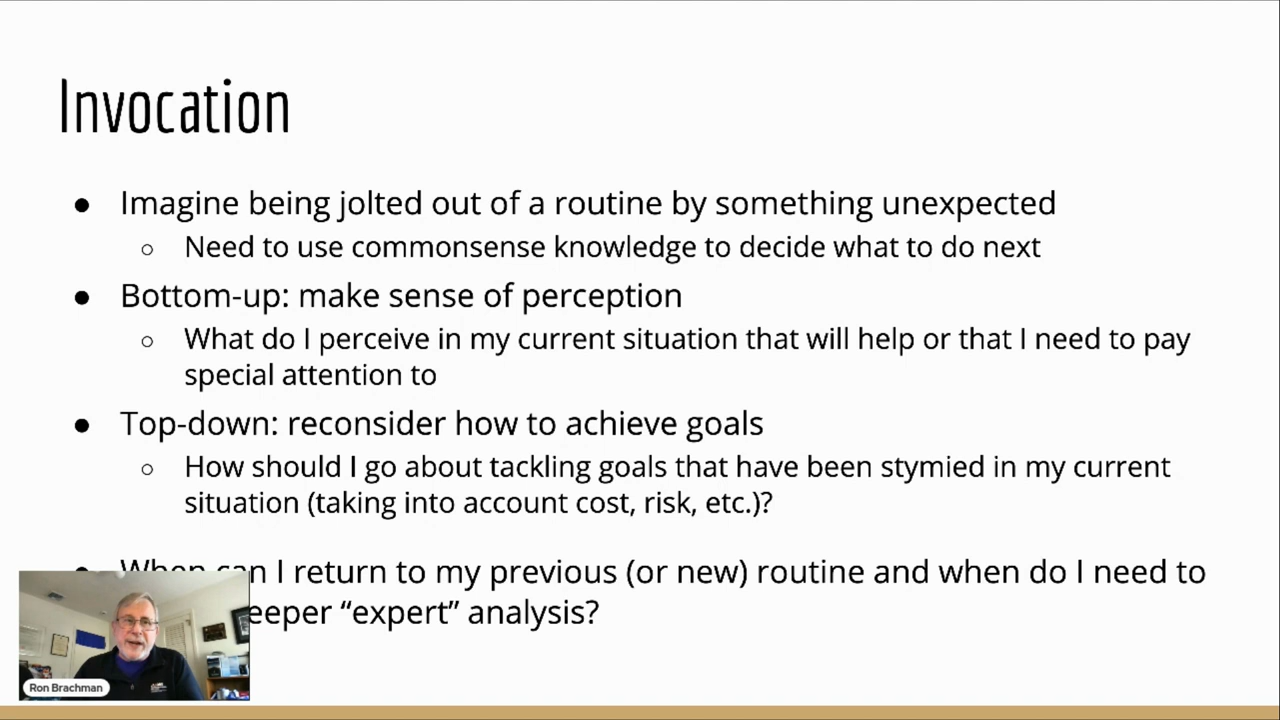 Invocation
● Imagine being jolted out of a routine by something unexpected
○ Need to use commonsense knowledge to decide what to do next
● Bottom-up: make sense of perception
○ What do I perceive in my current situation that will help or that I need to pay
special attention to
● Top-down: reconsider how to achieve goals
○ How should I go about tackling goals that have been stymied in my current
situation (taking into account cost, risk, etc.)?
● When can I return to my previous (or new) routine and when do I need to
eeper “expert” analysis?
Ron Brachman